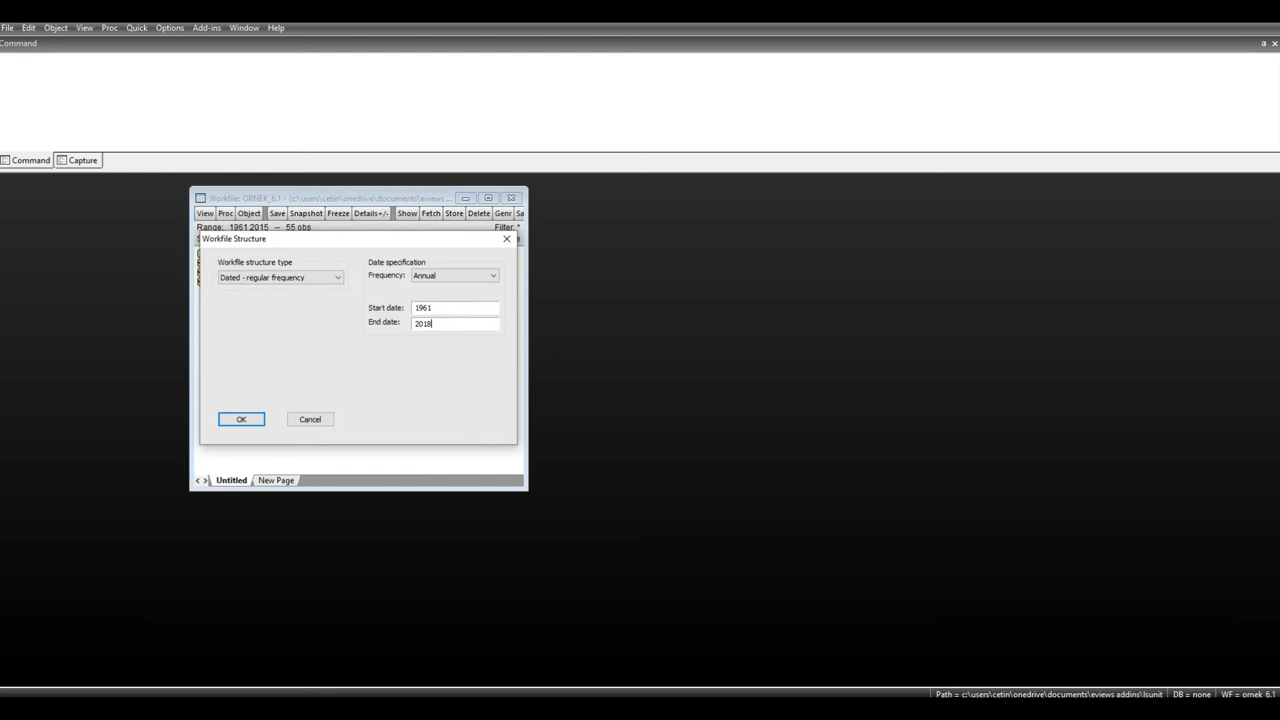 File Edit Object View Proc Quick Options Add-ins Window Help
Command
Command Capture
Workfile: ORNEK_6.1 - (c:\users\cetin\onedrive\documents\eviews ...
View Proc Object Save Snapshot Freeze Details+/- Show Fetch Store Delete Genr Sa
Range: 1961 2015 -- 55 obs Filter: *
Workfile Structure
Workfile structure type Date specification
Dated - regular frequency Frequency: Annual
Start date: 1961
End date: 2018
OK Cancel
< > Untitled New Page
Path = c:\users\cetin\onedrive\documents\eviews addins\lsunit DB = none WF = ornek 6.1